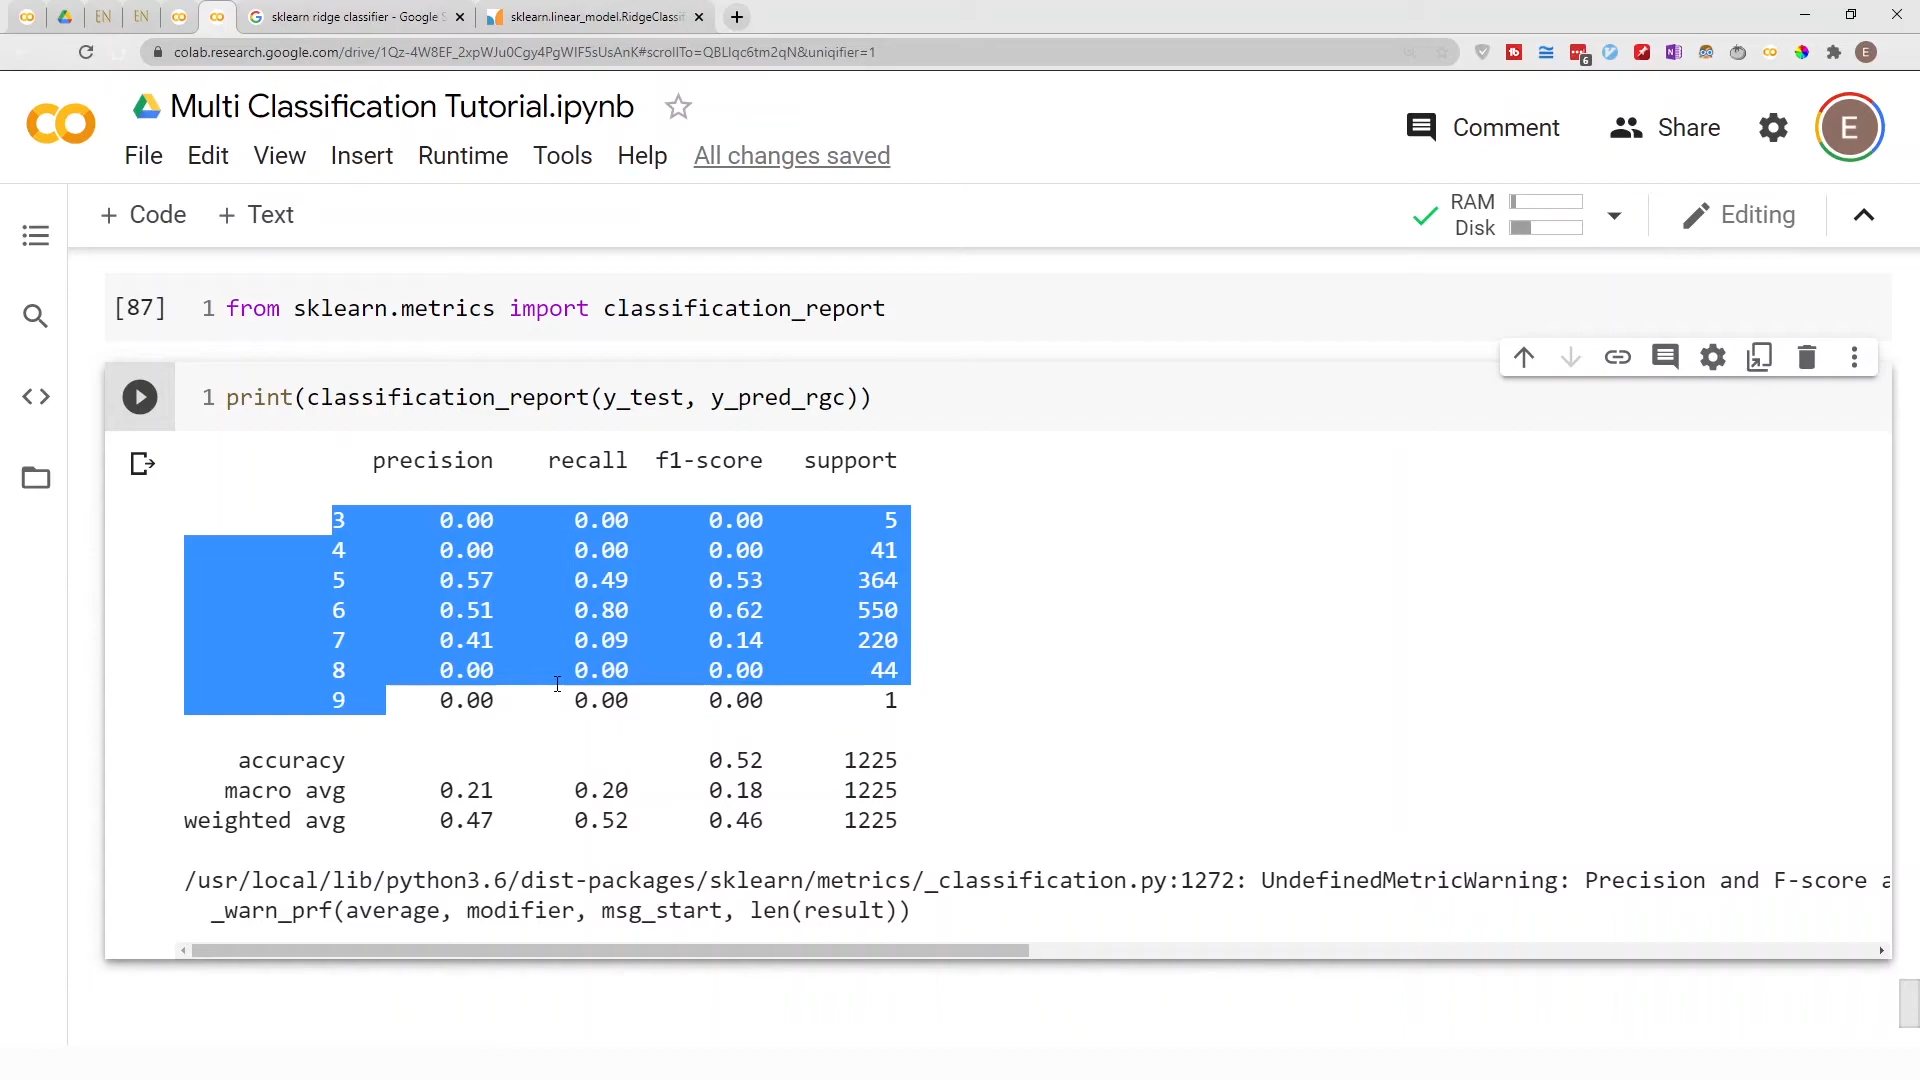 EN
EN
sklearn ridge classifier - Google S
sklearn.linear_model.RidgeClassif
colab.research.google.com/drive/1Qz-4W8EF_2xpWJu0Cgy4PgWIF5sUsAnK#scrollTo=QBLIqc6tm2qN&uniqifier=1
6
E
CO
Multi Classification Tutorial.ipynb
Comment
Share
E
File Edit View Insert Runtime Tools Help All changes saved
+ Code + Text
RAM
Disk
Editing
[87] 1 from sklearn.metrics import classification_report
1 print(classification_report(y_test, y_pred_rgc))
precision recall f1-score support
3 0.00 0.00 0.00 5
4 0.00 0.00 0.00 41
5 0.57 0.49 0.53 364
6 0.51 0.80 0.62 550
7 0.41 0.09 0.14 220
8 0.00 0.00 0.00 44
9 0.00 0.00 0.00 1
accuracy 0.52 1225
macro avg 0.21 0.20 0.18 1225
weighted avg 0.47 0.52 0.46 1225
/usr/local/lib/python3.6/dist-packages/sklearn/metrics/_classification.py:1272: UndefinedMetricWarning: Precision and F-score a
_warn_prf(average, modifier, msg_start, len(result))